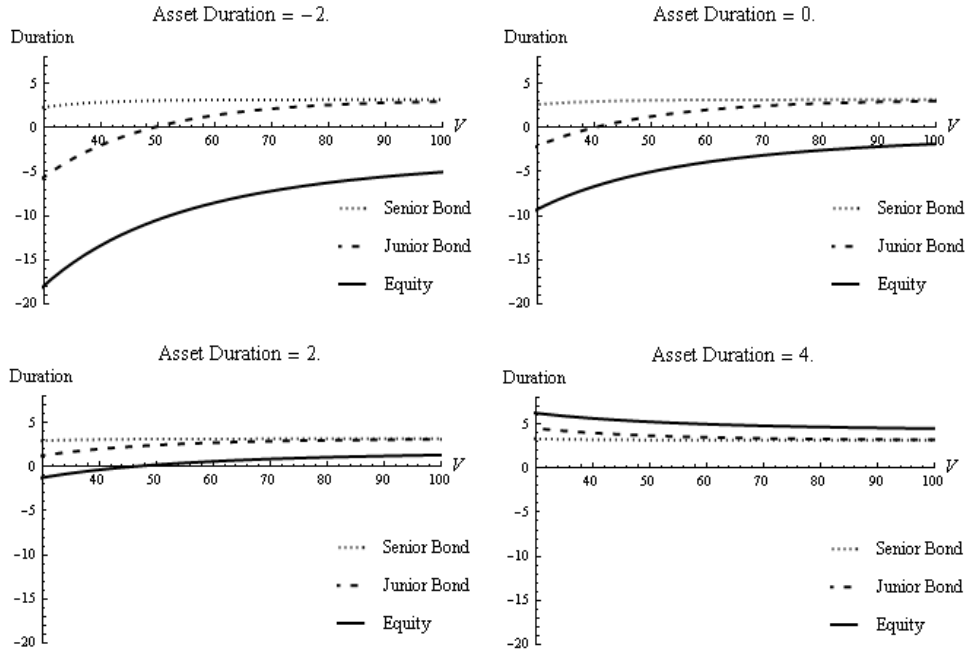 Asset Duration = −2.
Duration
5
0
−5
−10
−15
−20
40 50 60 70 80 90 100
V
Senior Bond
Junior Bond
Equity
Asset Duration = 0.
Duration
5
0
−5
−10
−15
−20
40 50 60 70 80 90 100
V
Senior Bond
Junior Bond
Equity
Asset Duration = 2.
Duration
5
0
−5
−10
−15
−20
40 50 60 70 80 90 100
V
Senior Bond
Junior Bond
Equity
Asset Duration = 4.
Duration
5
0
−5
−10
−15
−20
40 50 60 70 80 90 100
V
Senior Bond
Junior Bond
Equity